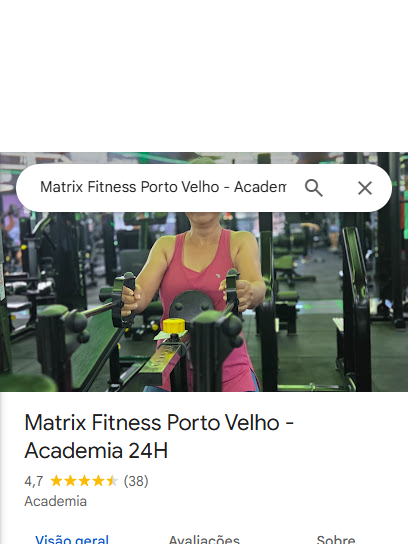 Matrix Fitness Porto Velho - Academ
Matrix Fitness Porto Velho -
Academia 24H
4,7 (38)
Academia
Visão geral Avaliações Sobre